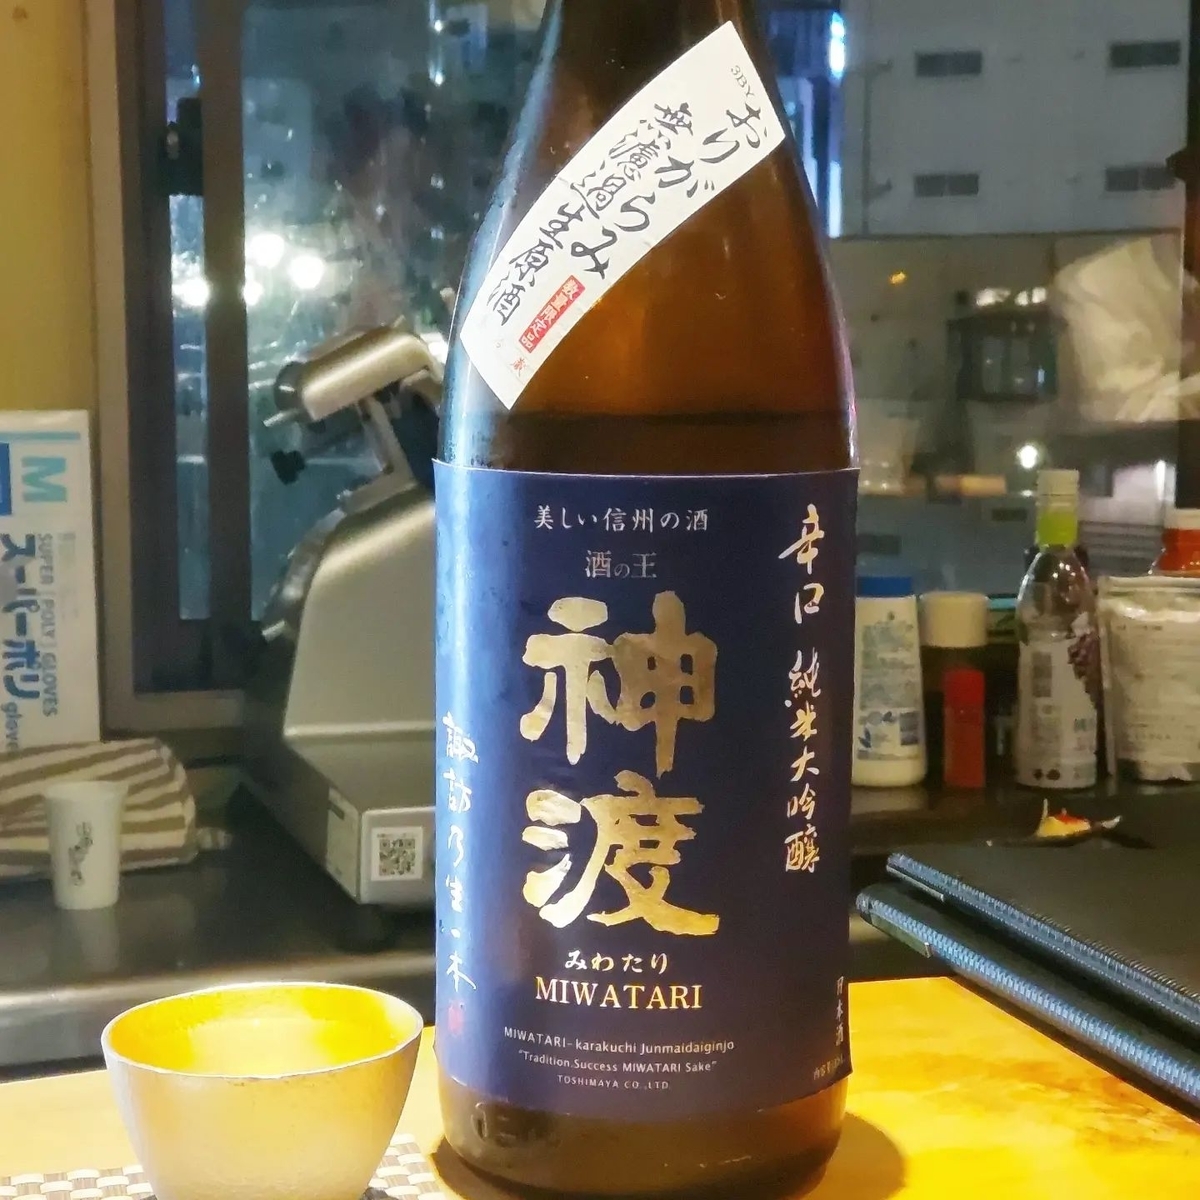 3BY
おりがらみ
無濾過生原酒
数量限定品
美しい信州の酒
酒の王
神渡
みわたり
MIWATARI
MIWATARI-karakuchi Junmaidaiginjo
"Tradition.Success MIWATARI Sake"
TOSHIMAYA CO.,LTD.
辛口 純米大吟醸
諏訪乃生一本
日本酒
M
SUPER POLY GLOVES
スーパーポリ
glove